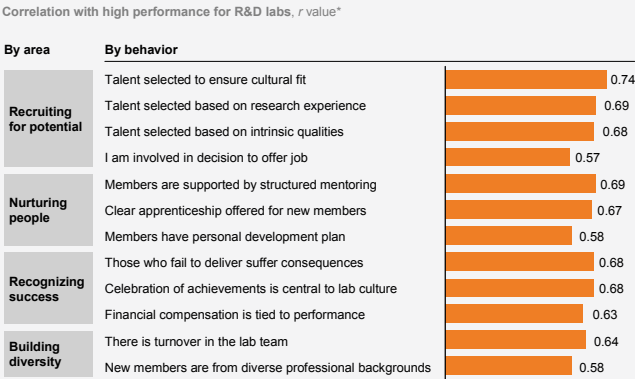 Correlation with high performance for R&D labs, r value*
By area By behavior
Recruiting
for potential
Talent selected to ensure cultural fit 0.74
Talent selected based on research experience 0.69
Talent selected based on intrinsic qualities 0.68
I am involved in decision to offer job 0.57
Nurturing
people
Members are supported by structured mentoring 0.69
Clear apprenticeship offered for new members 0.67
Members have personal development plan 0.58
Recognizing
success
Those who fail to deliver suffer consequences 0.68
Celebration of achievements is central to lab culture 0.68
Financial compensation is tied to performance 0.63
Building
diversity
There is turnover in the lab team 0.64
New members are from diverse professional backgrounds 0.58